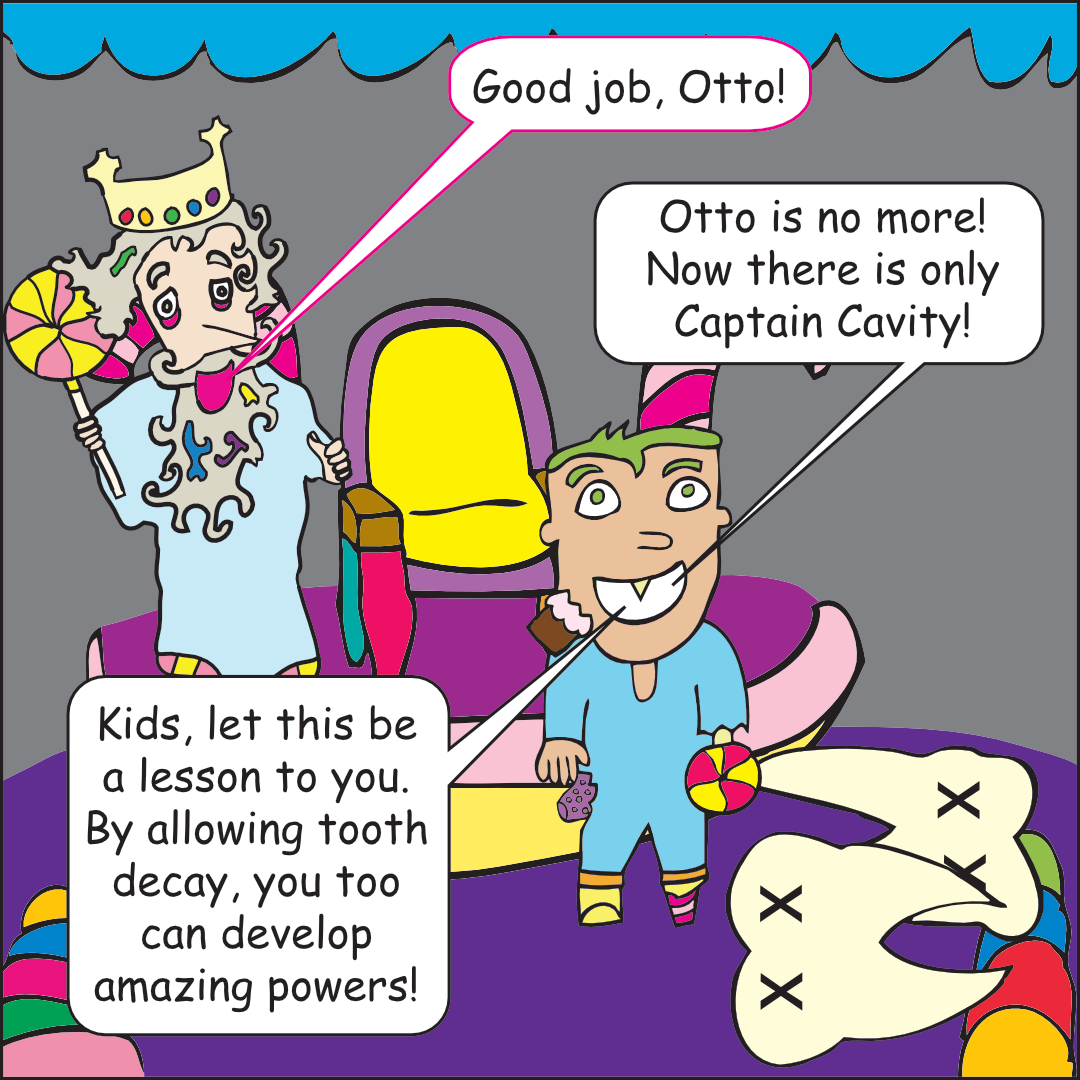 Good job, Otto!
Otto is no more!
Now there is only
Captain Cavity!
Kids, let this be
a lesson to you.
By allowing tooth
decay, you too
can develop
amazing powers!